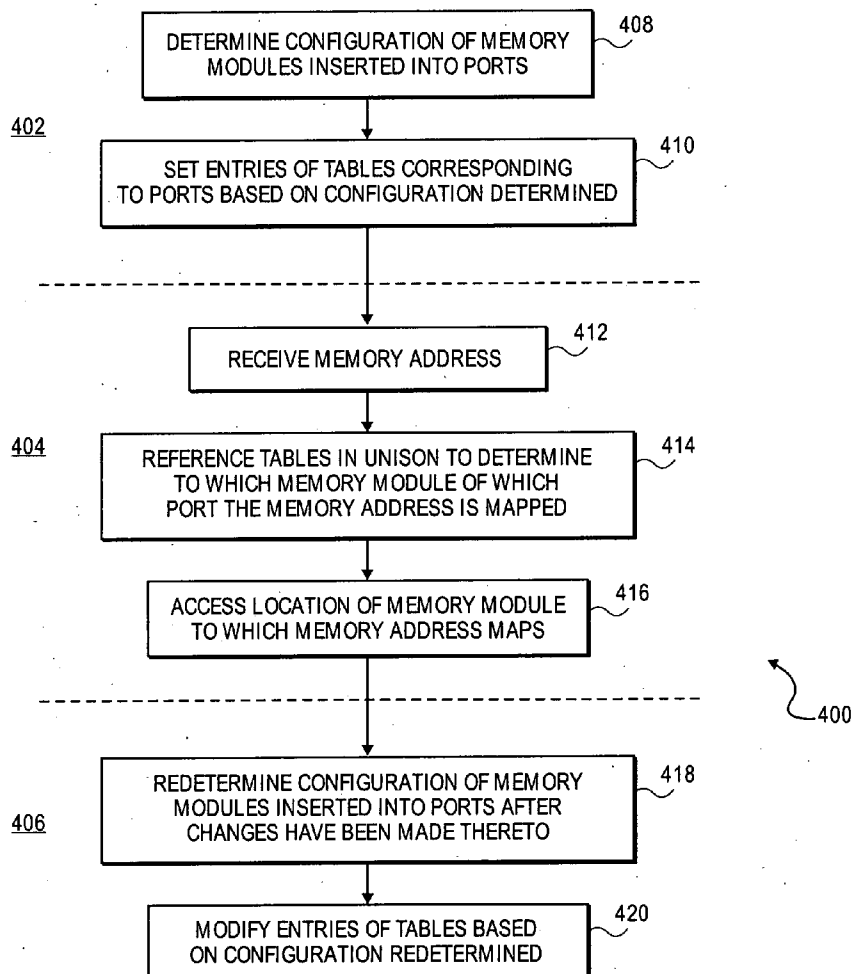 DETERMINE CONFIGURATION OF MEMORY
MODULES INSERTED INTO PORTS
408
402
SET ENTRIES OF TABLES CORRESPONDING
TO PORTS BASED ON CONFIGURATION DETERMINED
410
RECEIVE MEMORY ADDRESS
412
404
REFERENCE TABLES IN UNISON TO DETERMINE
TO WHICH MEMORY MODULE OF WHICH
PORT THE MEMORY ADDRESS IS MAPPED
414
ACCESS LOCATION OF MEMORY MODULE
TO WHICH MEMORY ADDRESS MAPS
416
400
406
REDETERMINE CONFIGURATION OF MEMORY
MODULES INSERTED INTO PORTS AFTER
CHANGES HAVE BEEN MADE THERETO
418
MODIFY ENTRIES OF TABLES BASED
ON CONFIGURATION REDETERMINED
420